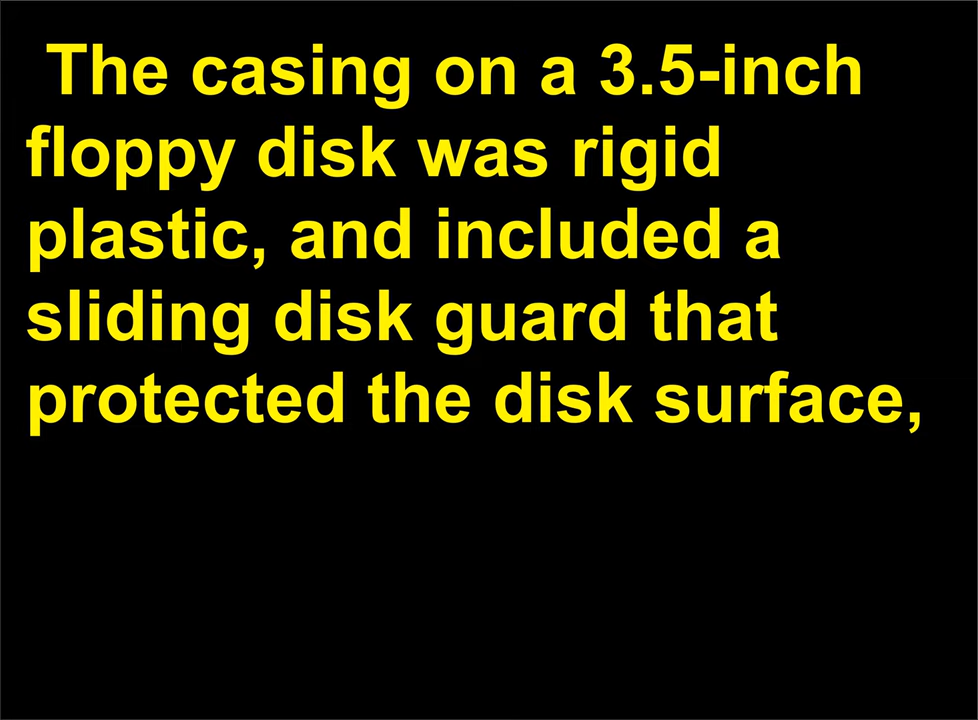 The casing on a 3.5-inch
floppy disk was rigid
plastic, and included a
sliding disk guard that
protected the disk surface,